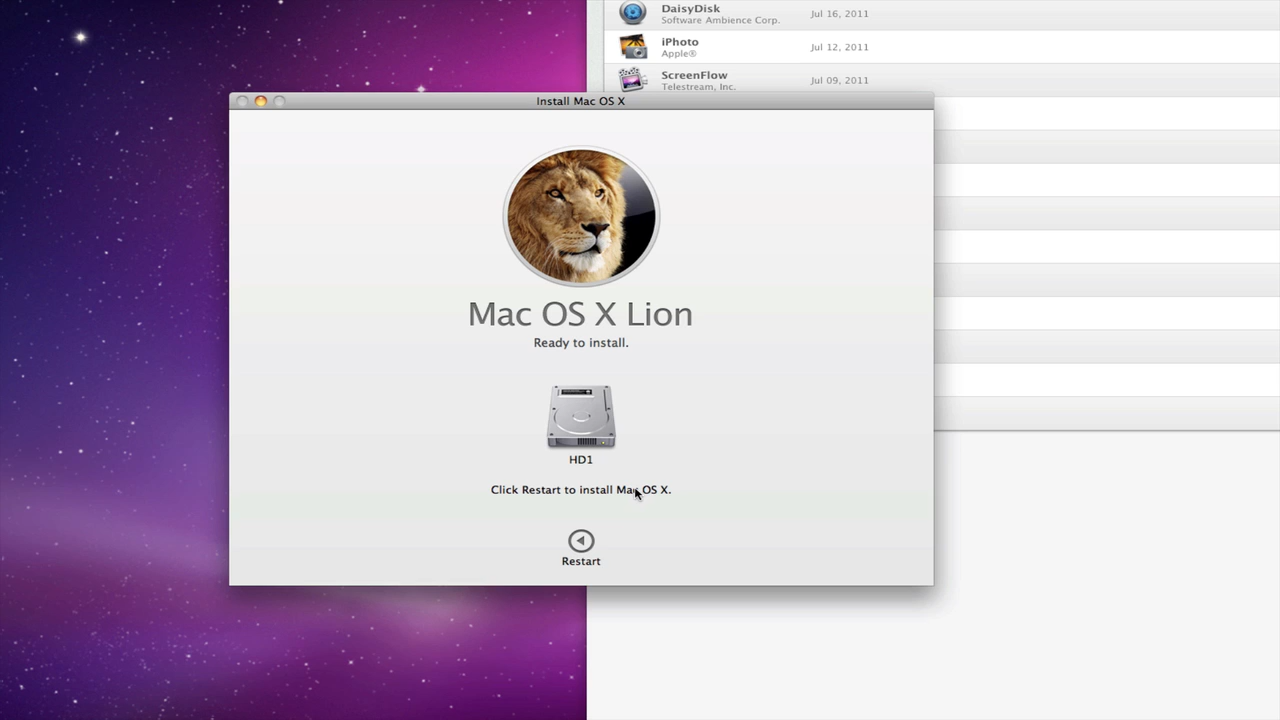 DaisyDisk
Software Ambience Corp.
Jul 16, 2011
iPhoto
Apple®
Jul 12, 2011
ScreenFlow
Telestream, Inc.
Jul 09, 2011
Install Mac OS X
Mac OS X Lion
Ready to install.
HD1
Click Restart to install Mac OS X.
Restart